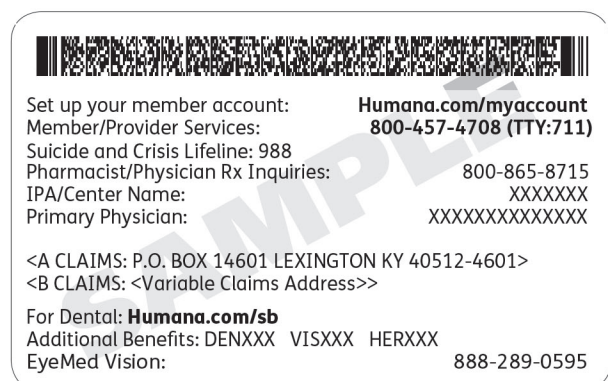 Set up your member account: Humana.com/myaccount
Member/Provider Services: 800-457-4708 (TTY:711)
Suicide and Crisis Lifeline: 988
Pharmacist/Physician Rx Inquiries: 800-865-8715
IPA/Center Name: XXXXXXX
Primary Physician: XXXXXXXXXXXXXX
<A CLAIMS: P.O. BOX 14601 LEXINGTON KY 40512-4601>
<B CLAIMS: <Variable Claims Address>>
For Dental: Humana.com/sb
Additional Benefits: DENXXX VISXXX HERXXX
EyeMed Vision: 888-289-0595
SAMPLE